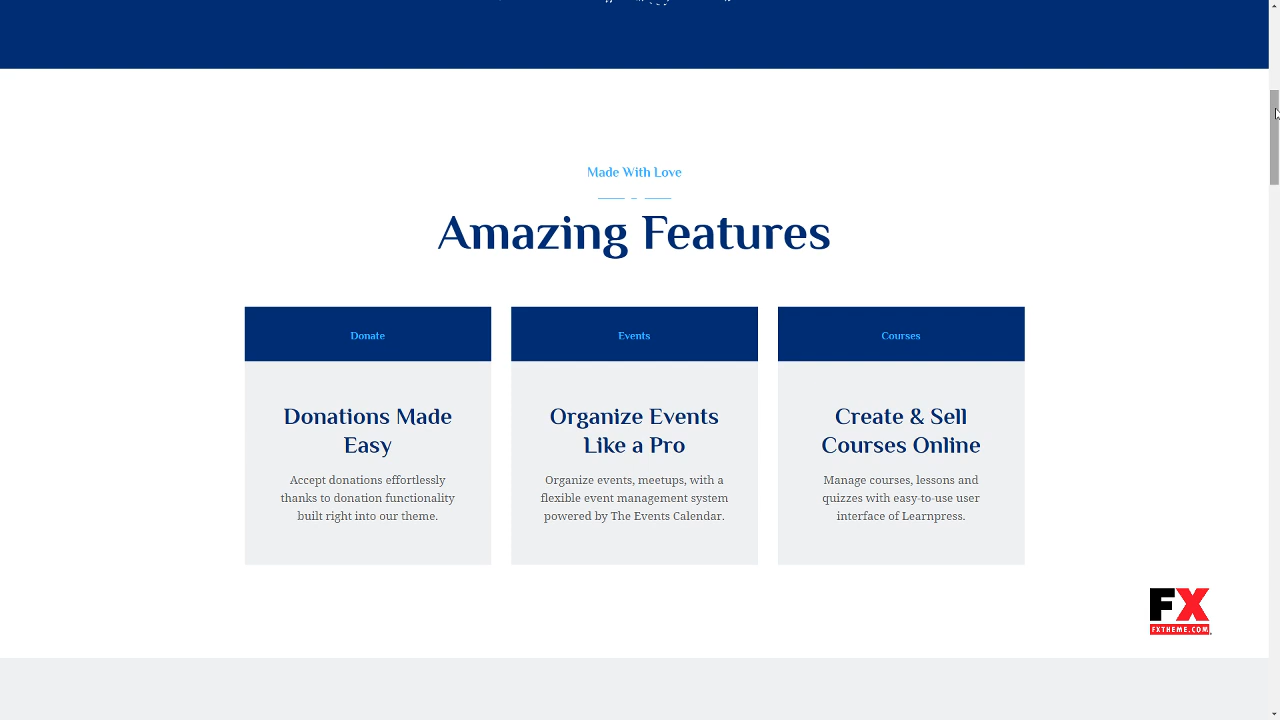 Made With Love
Amazing Features
Donate
Donations Made
Easy
Accept donations effortlessly
thanks to donation functionality
built right into our theme.
Events
Organize Events
Like a Pro
Organize events, meetups, with a
flexible event management system
powered by The Events Calendar.
Courses
Create & Sell
Courses Online
Manage courses, lessons and
quizzes with easy-to-use user
interface of Learnpress.
FX
FXTHEME.COM